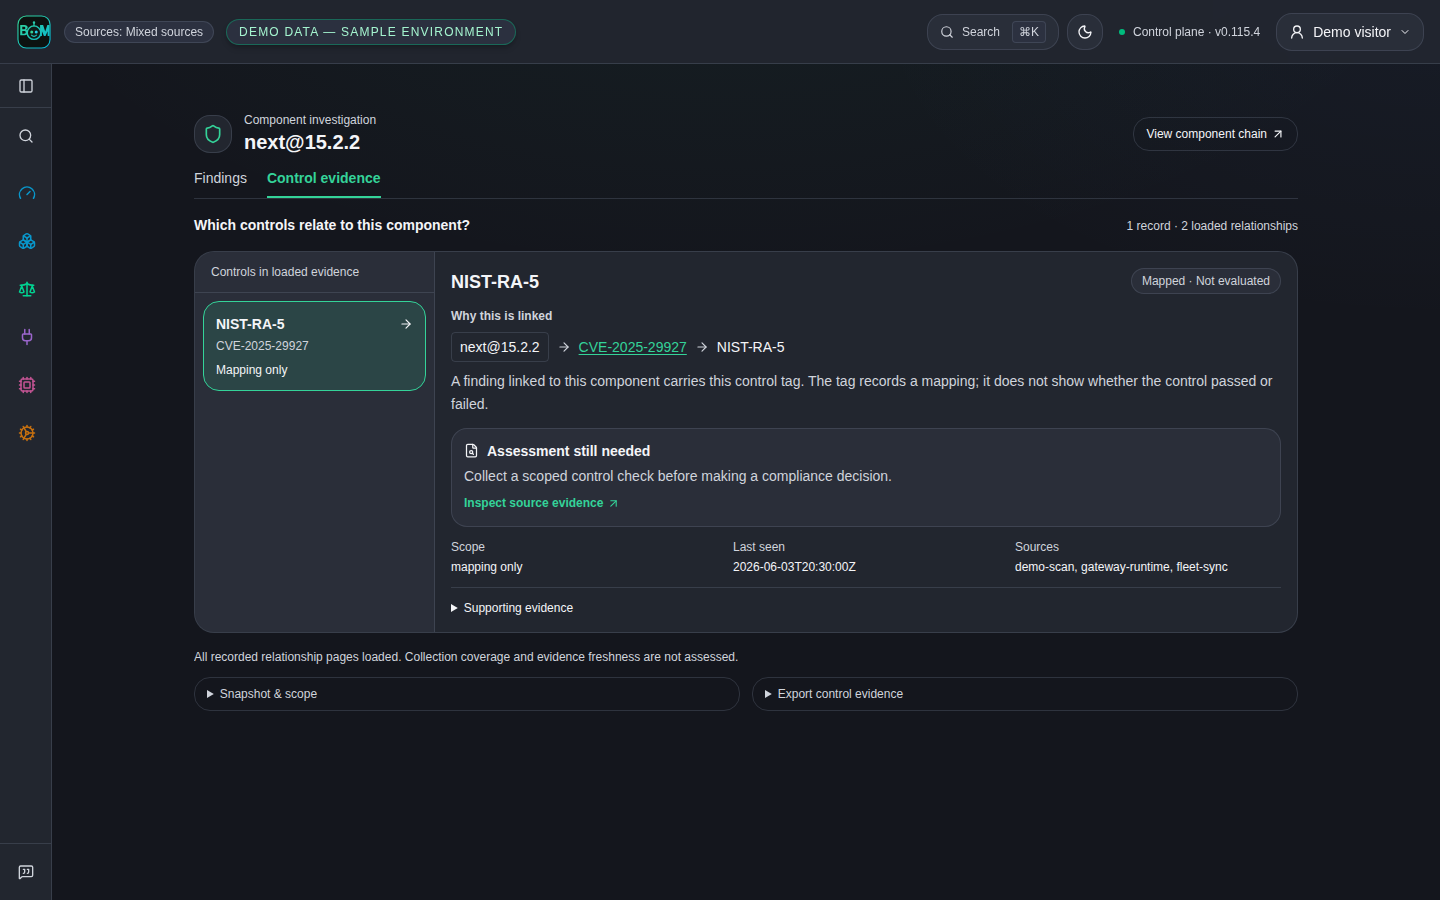 BOM
Sources: Mixed sources
DEMO DATA — SAMPLE ENVIRONMENT
Search
⌘K
Control plane · v0.115.4
Demo visitor
Component investigation
next@15.2.2
View component chain
Findings
Control evidence
Which controls relate to this component?
1 record · 2 loaded relationships
Controls in loaded evidence
NIST-RA-5
CVE-2025-29927
Mapping only
NIST-RA-5
Mapped · Not evaluated
Why this is linked
next@15.2.2 → CVE-2025-29927 → NIST-RA-5
A finding linked to this component carries this control tag. The tag records a mapping; it does not show whether the control passed or
failed.
Assessment still needed
Collect a scoped control check before making a compliance decision.
Inspect source evidence
Scope
mapping only
Last seen
2026-06-03T20:30:00Z
Sources
demo-scan, gateway-runtime, fleet-sync
Supporting evidence
All recorded relationship pages loaded. Collection coverage and evidence freshness are not assessed.
Snapshot & scope
Export control evidence